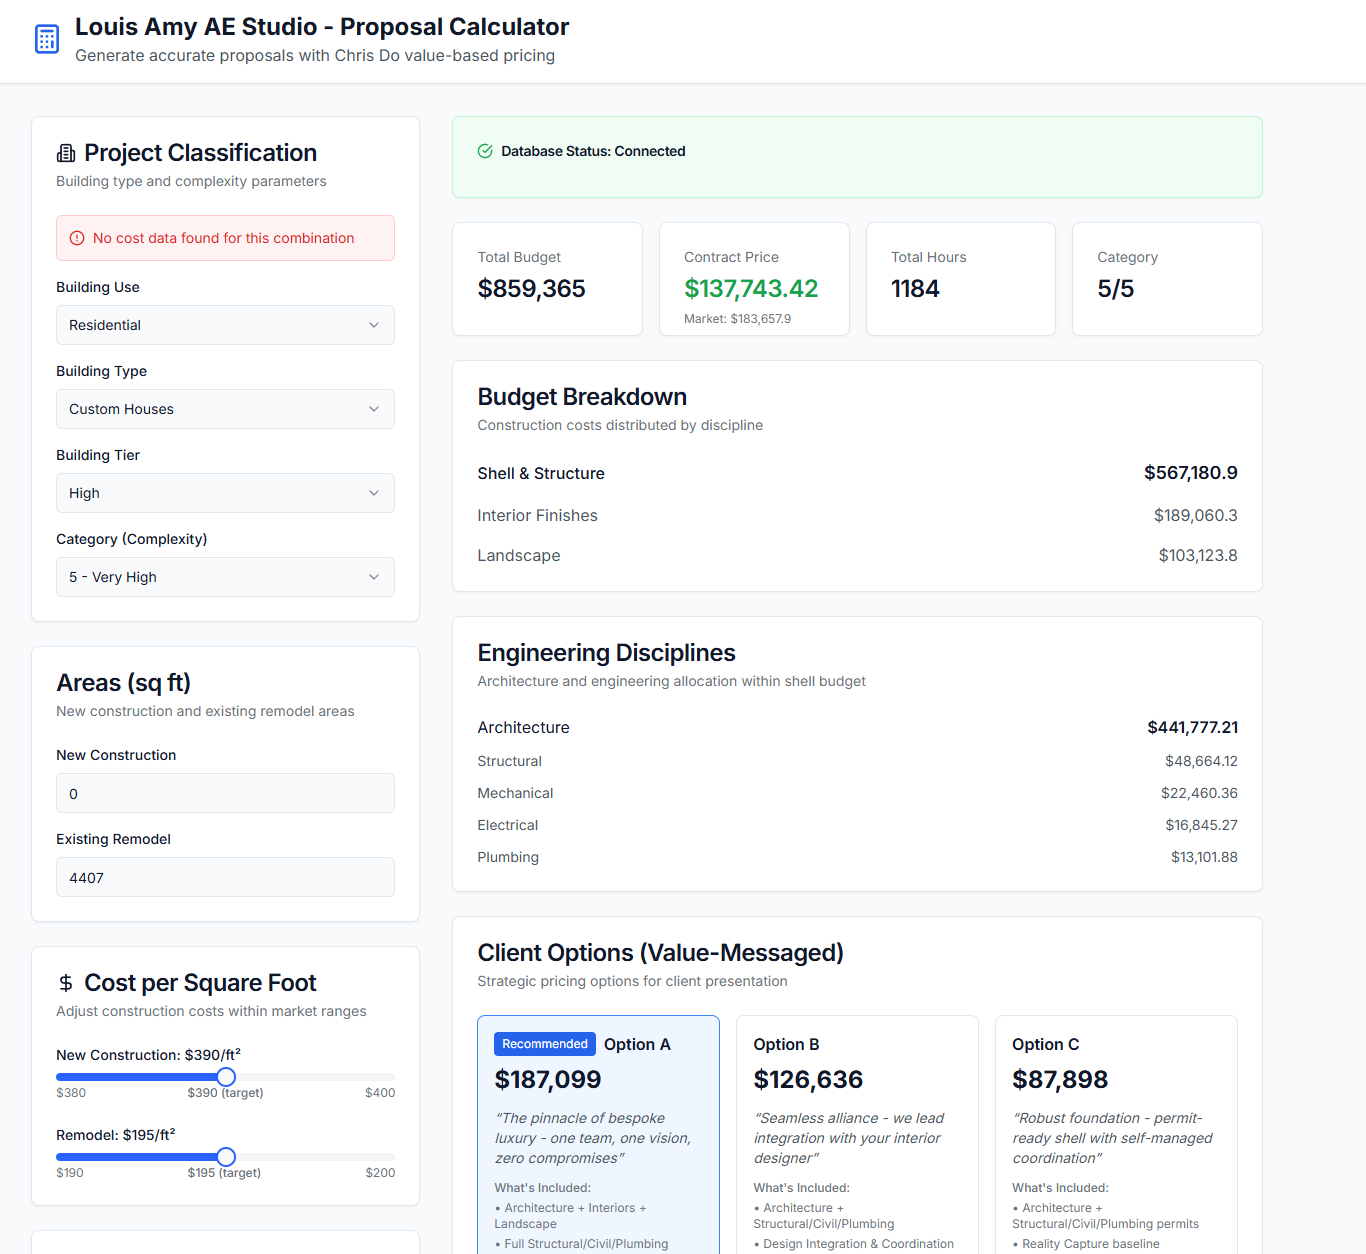 Louis Amy AE Studio - Proposal Calculator
Generate accurate proposals with Chris Do value-based pricing
Project Classification
Building type and complexity parameters
No cost data found for this combination
Building Use
Residential
Building Type
Custom Houses
Building Tier
High
Category (Complexity)
5 - Very High
Areas (sq ft)
New construction and existing remodel areas
New Construction
0
Existing Remodel
4407
Cost per Square Foot
Adjust construction costs within market ranges
New Construction: $390/ft²
$380 $390 (target) $400
Remodel: $195/ft²
$190 $195 (target) $200
Database Status: Connected
Total Budget
$859,365
Contract Price
$137,743.42
Market: $183,657.9
Total Hours
1184
Category
5/5
Budget Breakdown
Construction costs distributed by discipline
Shell & Structure $567,180.9
Interior Finishes $189,060.3
Landscape $103,123.8
Engineering Disciplines
Architecture and engineering allocation within shell budget
Architecture $441,777.21
Structural $48,664.12
Mechanical $22,460.36
Electrical $16,845.27
Plumbing $13,101.88
Client Options (Value-Messaged)
Strategic pricing options for client presentation
Recommended Option A
$187,099
“The pinnacle of bespoke
luxury - one team, one vision,
zero compromises”
What's Included:
• Architecture + Interiors +
Landscape
• Full Structural/Civil/Plumbing
Option B
$126,636
“Seamless alliance - we lead
integration with your interior
designer”
What's Included:
• Architecture +
Structural/Civil/Plumbing
• Design Integration & Coordination
Option C
$87,898
“Robust foundation - permit-
ready shell with self-managed
coordination”
What's Included:
• Architecture +
Structural/Civil/Plumbing permits
• Reality Capture baseline